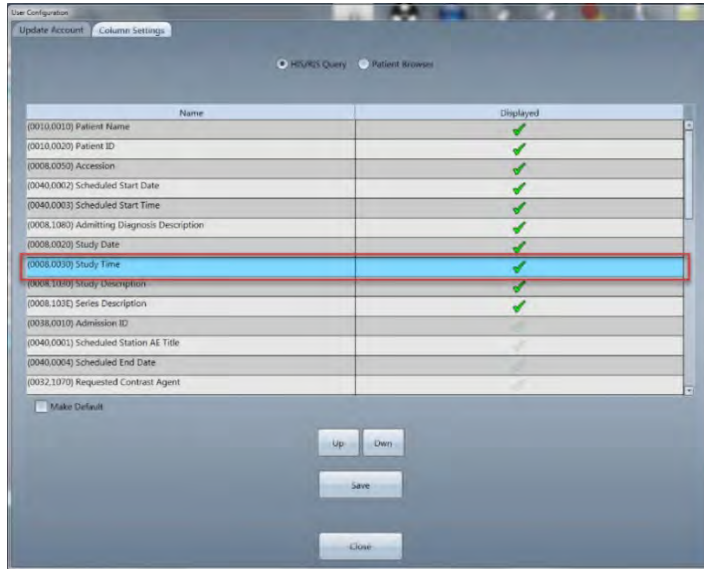 User Configuration
Update Account Column Settings
HIS/RIS Query Patient Browser
Name Displayed
(0010,0010) Patient Name
(0010,0020) Patient ID
(0008,0050) Accession
(0040,0002) Scheduled Start Date
(0040,0003) Scheduled Start Time
(0008,1080) Admitting Diagnosis Description
(0008,0020) Study Date
(0008,0030) Study Time
(0008,1030) Study Description
(0008,103E) Series Description
(0038,0010) Admission ID
(0040,0001) Scheduled Station AE Title
(0040,0004) Scheduled End Date
(0032,1070) Requested Contrast Agent
Make Default
Up Dwn
Save
Close